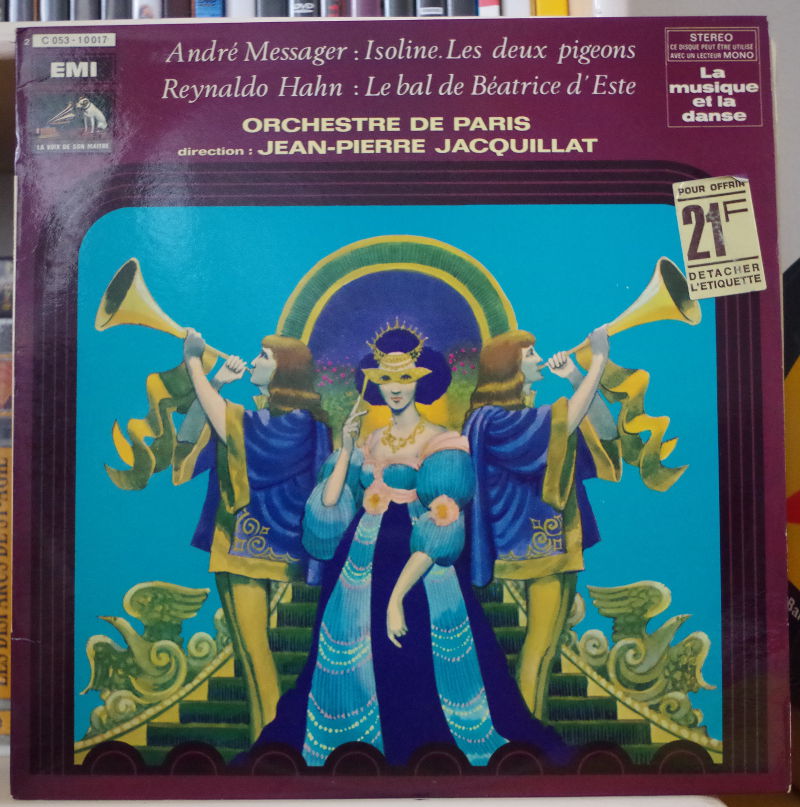 2 C 053-10017
EMI
LA VOIX DE SON MAITRE
André Messager : Isoline. Les deux pigeons
Reynaldo Hahn : Le bal de Béatrice d'Este
ORCHESTRE DE PARIS
direction : JEAN-PIERRE JACQUILLAT
STEREO
CE DISQUE PEUT ÊTRE UTILISÉ
AVEC UN LECTEUR MONO
La
musique
et la
danse
POUR OFFRIR
21F
DETACHER
L'ETIQUETTE